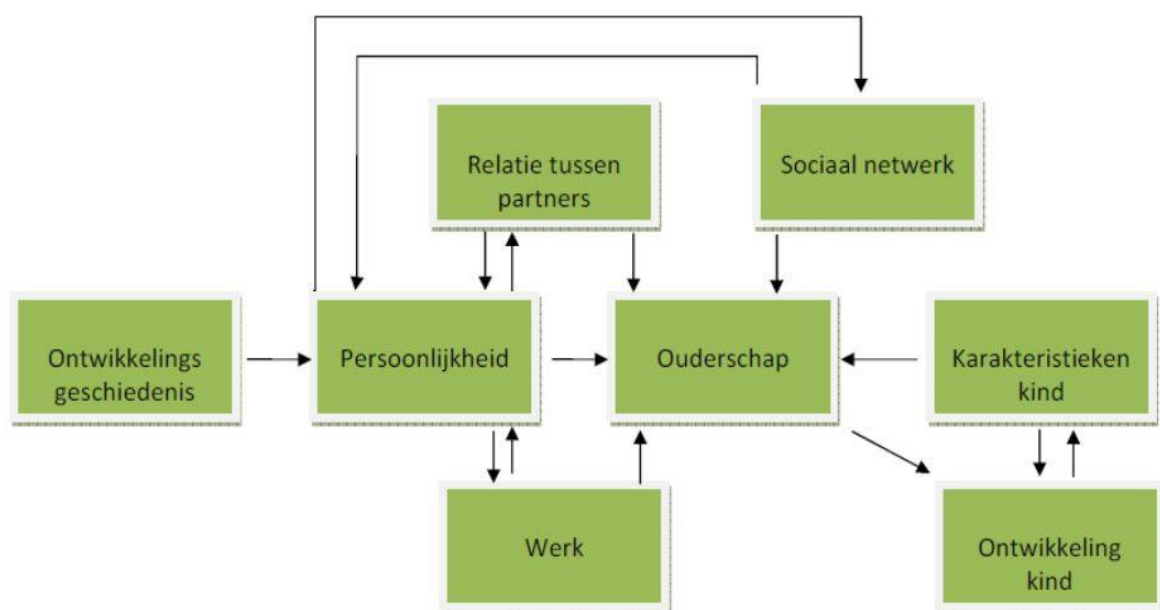 Relatie tussen
partners
Sociaal netwerk
Ontwikkelings
geschiedenis
Persoonlijkheid
Ouderschap
Karakteristieken
kind
Werk
Ontwikkeling
kind